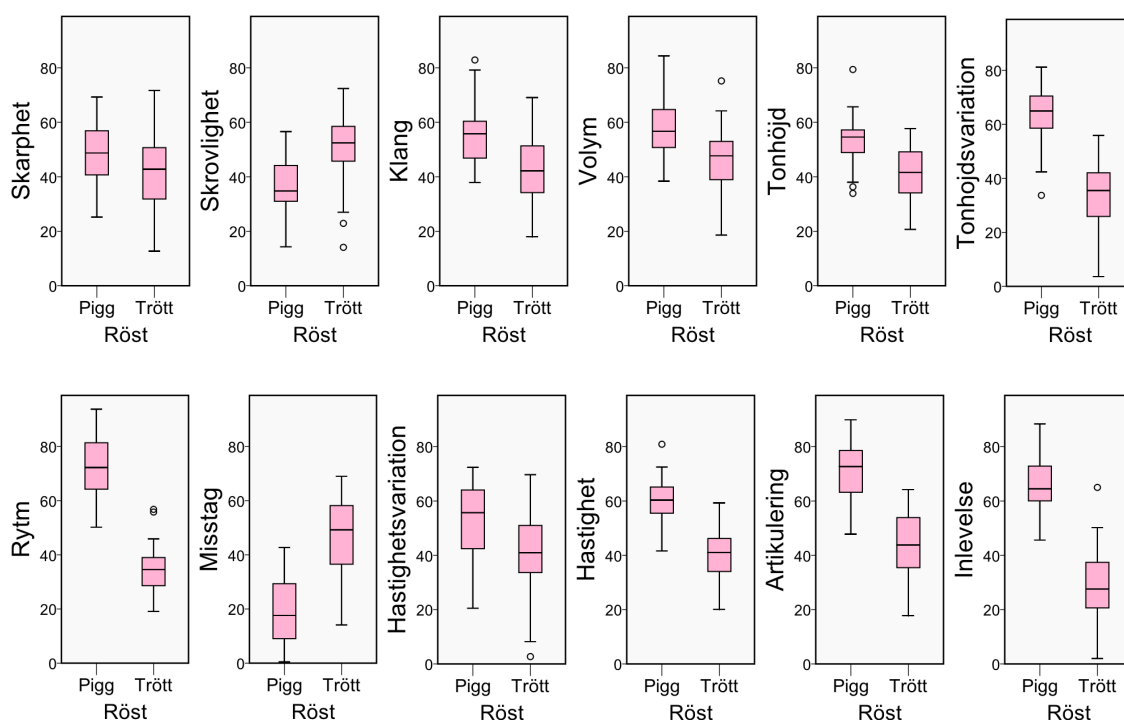 Skarphet
80
60
40
20
0
Pigg Trött
Röst
Skrovlighet
80
60
40
20
0
Pigg Trött
Röst
Klang
80
60
40
20
0
Pigg Trött
Röst
Volym
80
60
40
20
0
Pigg Trött
Röst
Tonhöjd
80
60
40
20
0
Pigg Trött
Röst
Tonhojdsvariation
80
60
40
20
0
Pigg Trött
Röst
Rytm
80
60
40
20
0
Pigg Trött
Röst
Misstag
80
60
40
20
0
Pigg Trött
Röst
Hastighetsvariation
80
60
40
20
0
Pigg Trött
Röst
Hastighet
80
60
40
20
0
Pigg Trött
Röst
Artikulering
80
60
40
20
0
Pigg Trött
Röst
Inlevelse
80
60
40
20
0
Pigg Trött
Röst